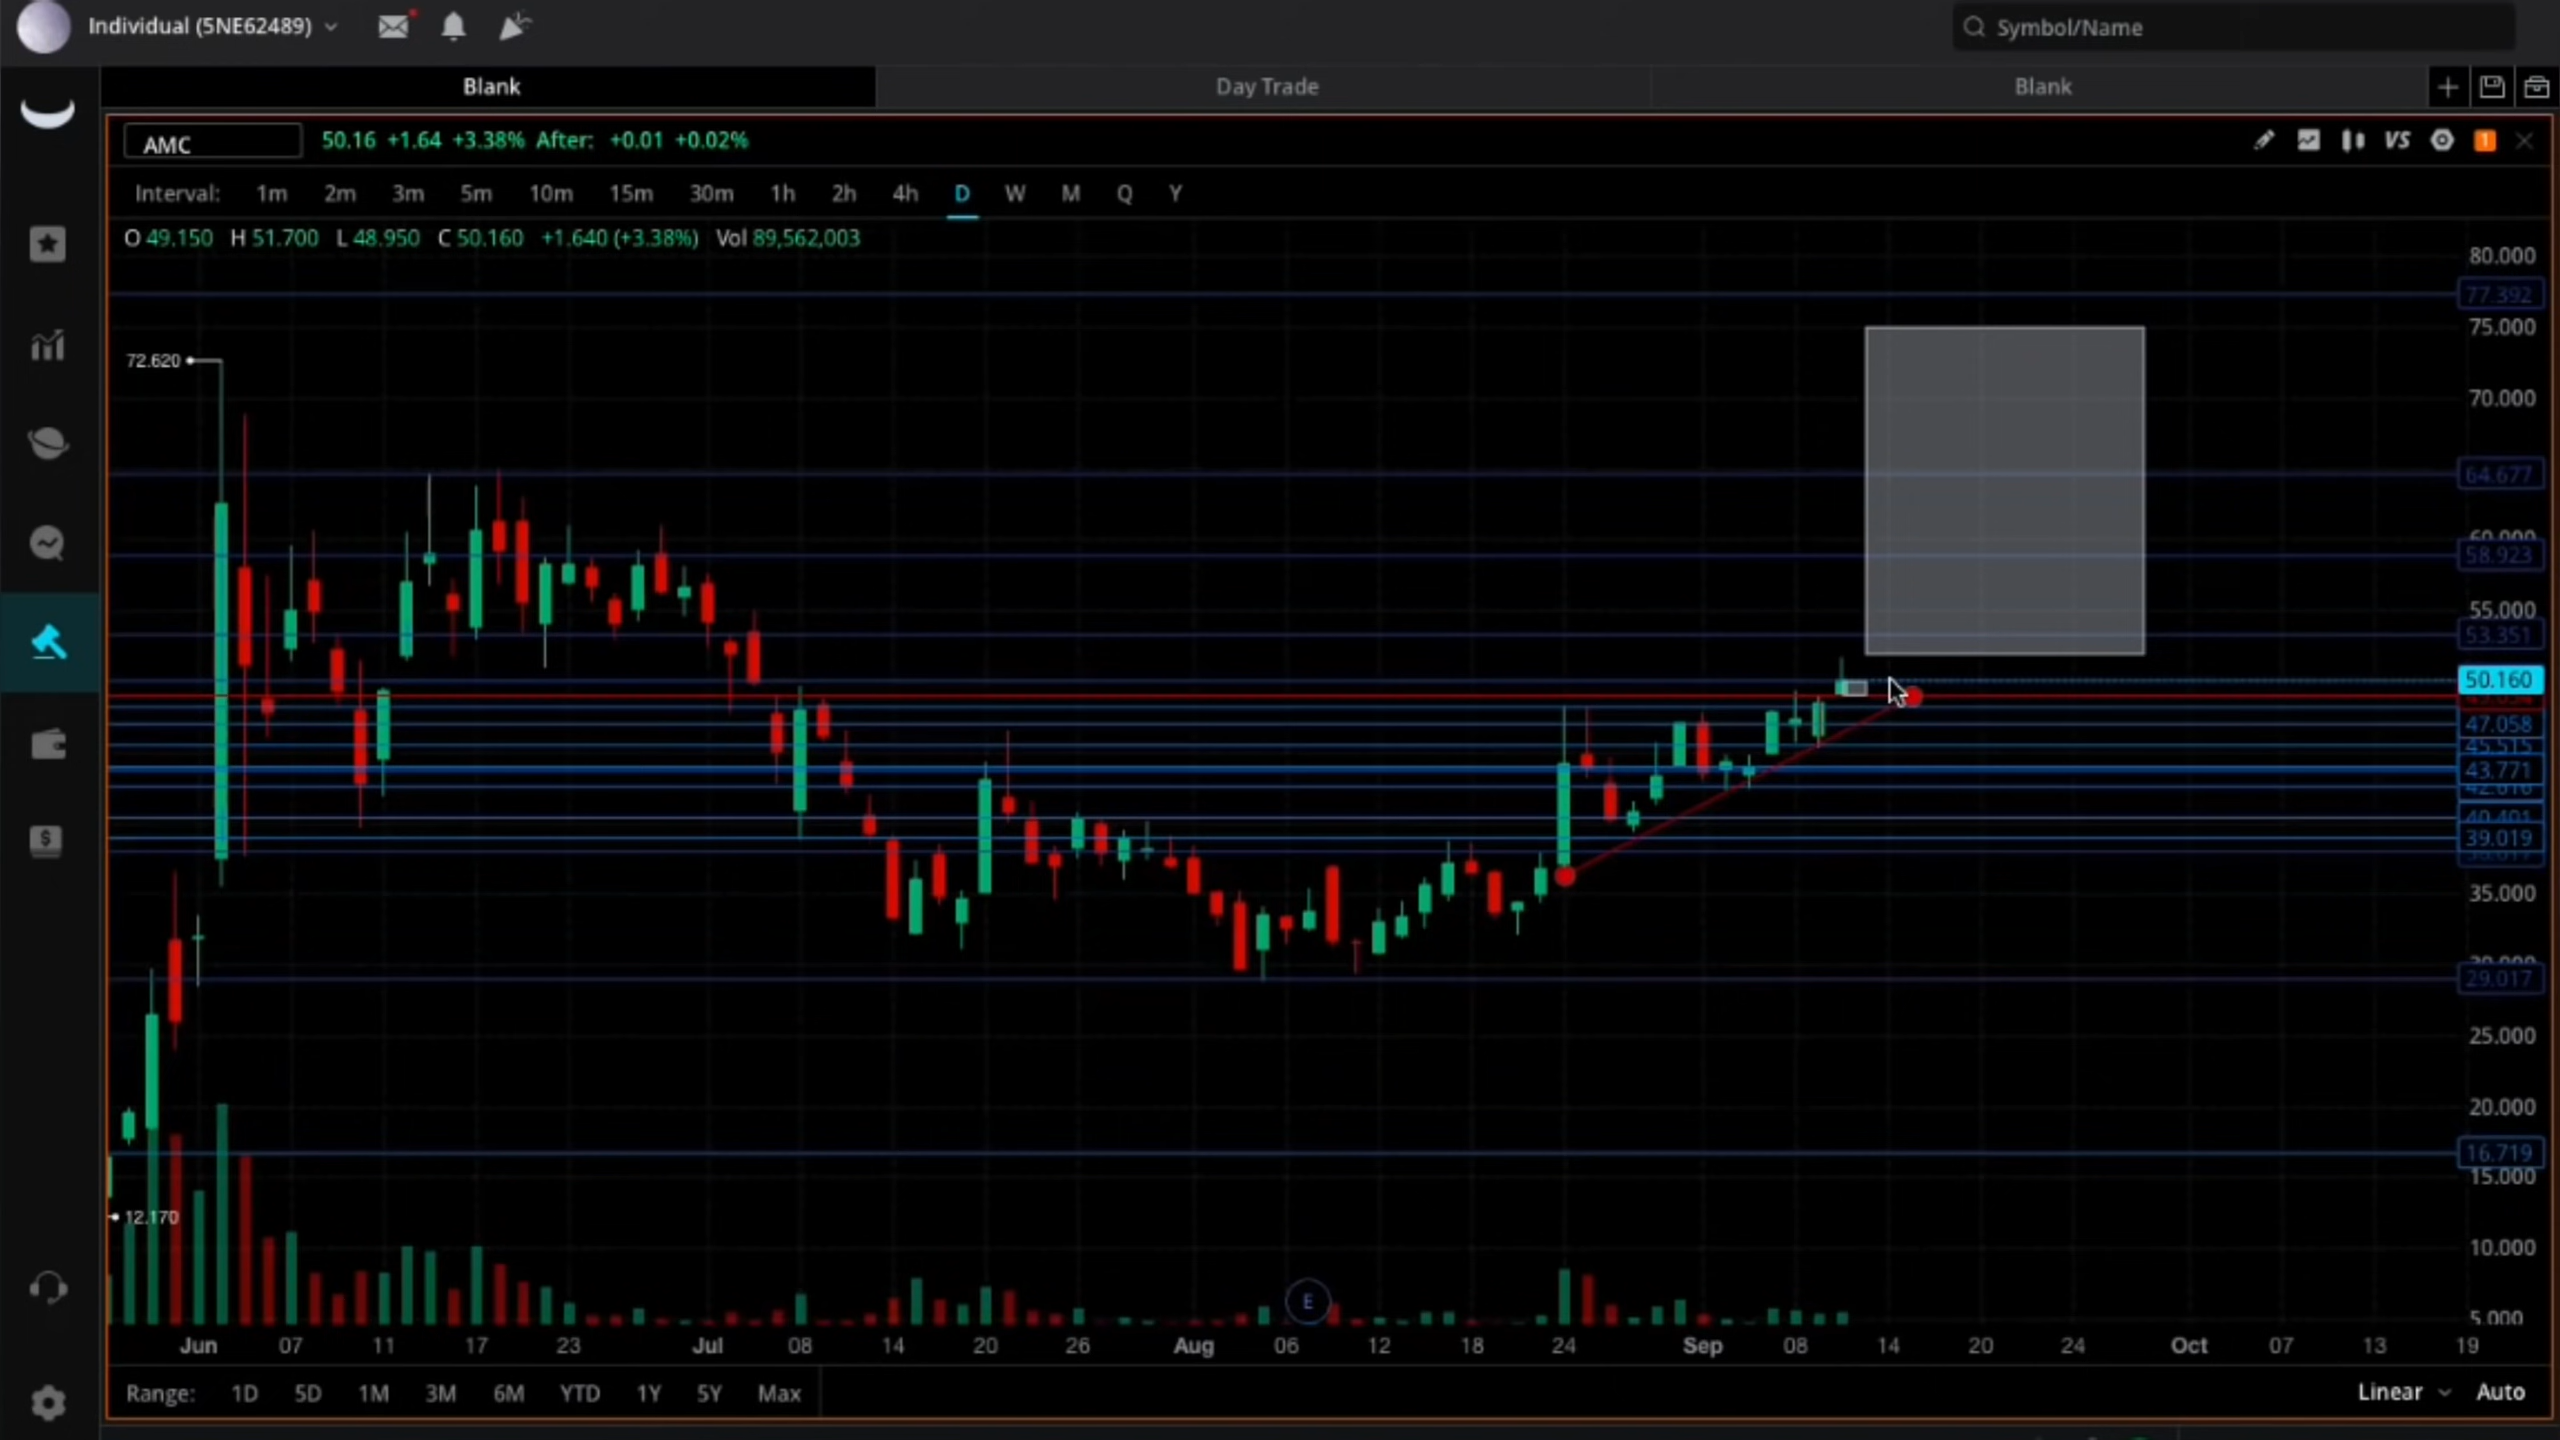 Individual (5NE62489)
Symbol/Name
Blank
Day Trade
Blank
AMC
50.16 +1.64 +3.38% After: +0.01 +0.02%
VS
1
Interval: 1m 2m 3m 5m 10m 15m 30m 1h 2h 4h D W M Q Y
O 49.150 H 51.700 L 48.950 C 50.160 +1.640 (+3.38%) Vol 89,562,003
80.000
77.392
75.000
72.620
70.000
64.677
58.923
55.000
53.351
50.160
47.058
45.515
43.771
39.019
35.000
29.017
25.000
20.000
16.719
15.000
12.170
10.000
E
5.000
Jun 07 11 17 23 Jul 08 14 20 26 Aug 06 12 18 24 Sep 08 14 20 24 Oct 07 13 19
Range: 1D 5D 1M 3M 6M YTD 1Y 5Y Max
Linear Auto